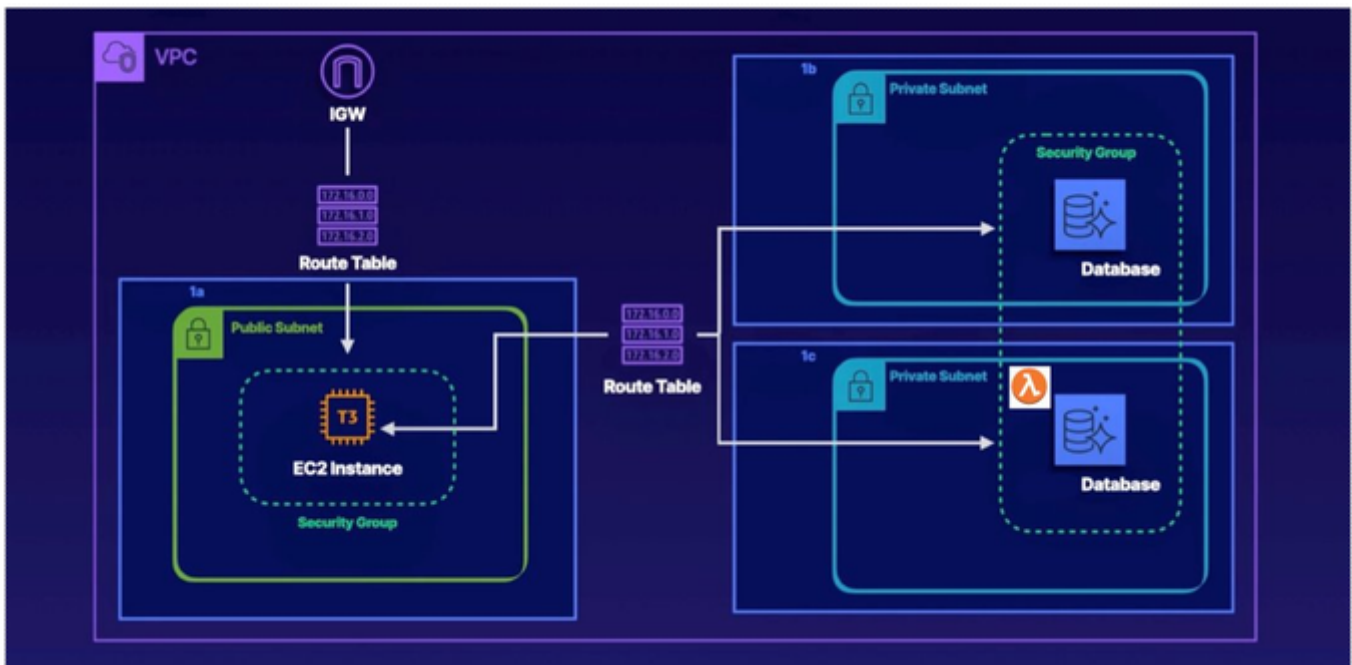 VPC
IGW
172.16.0.0
172.16.1.0
172.16.2.0
Route Table
1a
Public Subnet
T3
EC2 Instance
Security Group
172.16.0.0
172.16.1.0
172.16.2.0
Route Table
1b
Private Subnet
Security Group
Database
1c
Private Subnet
λ
Database